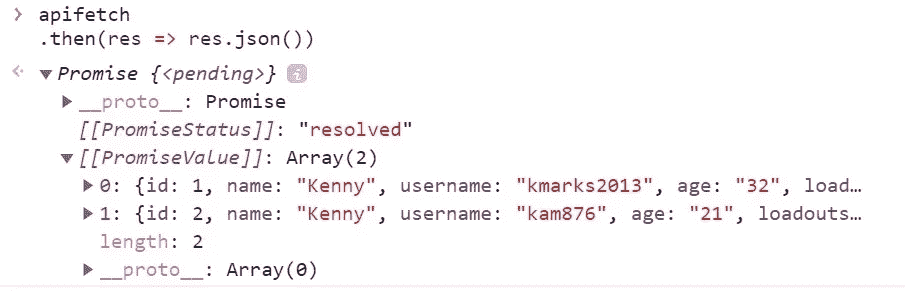 > apifetch
.then(res => res.json())
Promise {<pending>} i
__proto__: Promise
[[PromiseStatus]]: "resolved"
[[PromiseValue]]: Array(2)
0: {id: 1, name: "Kenny", username: "kmarks2013", age: "32", load…
1: {id: 2, name: "Kenny", username: "kam876", age: "21", loadouts…
length: 2
__proto__: Array(0)